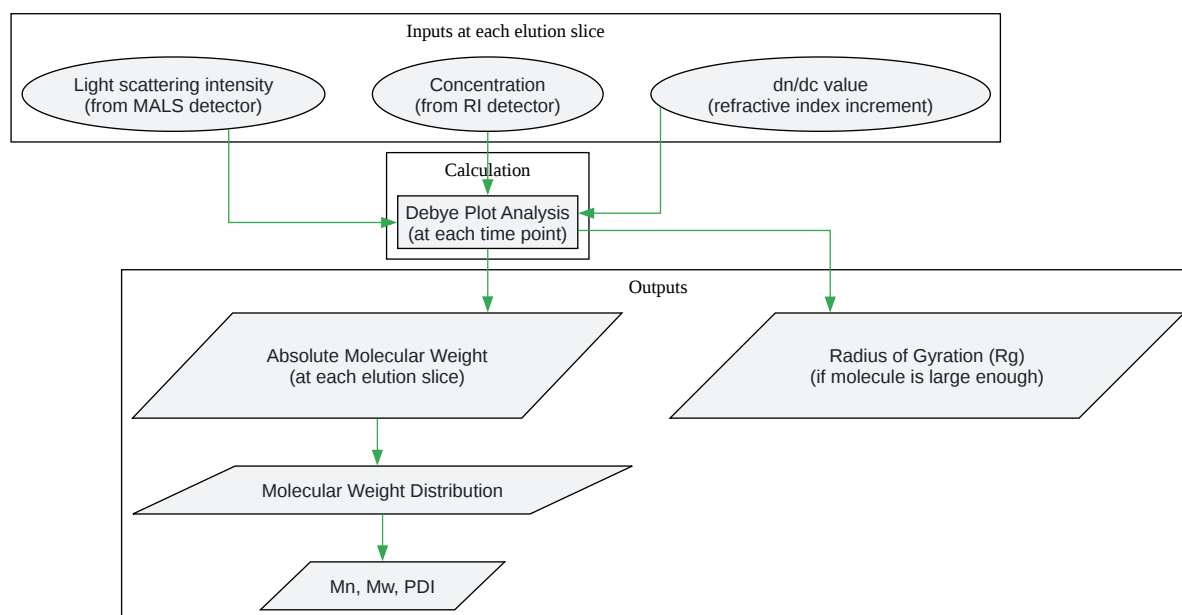 Inputs at each elution slice
Light scattering intensity
(from MALS detector)
Concentration
(from RI detector)
dn/dc value
(refractive index increment)
Calculation
Debye Plot Analysis
(at each time point)
Outputs
Absolute Molecular Weight
(at each elution slice)
Radius of Gyration (Rg)
(if molecule is large enough)
Molecular Weight Distribution
Mn, Mw, PDI